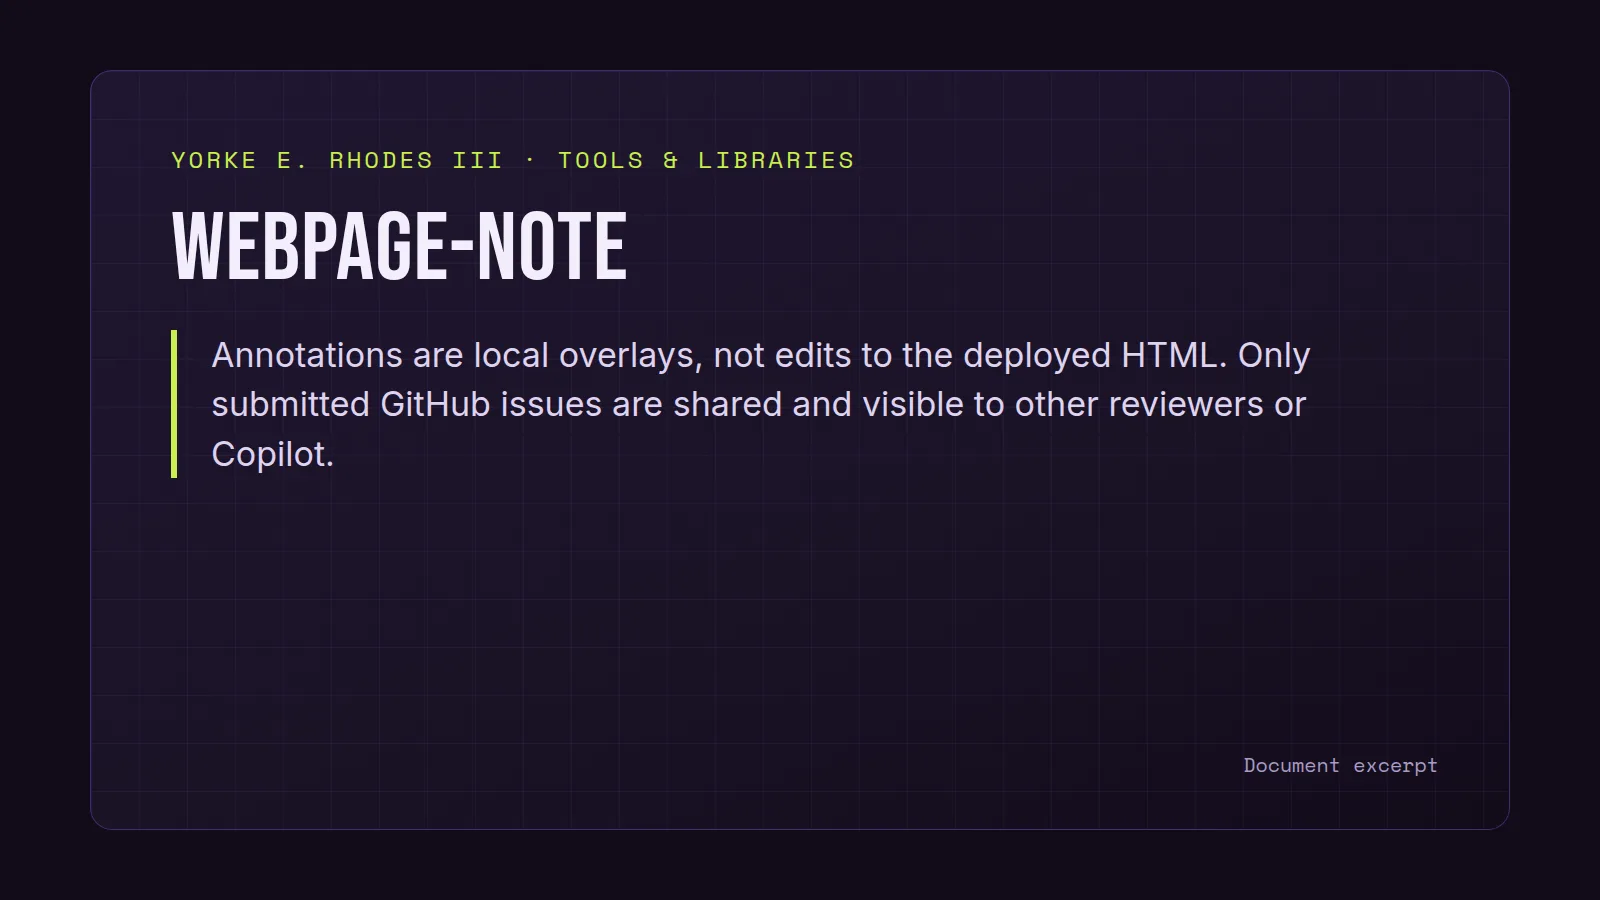 YORKE E. RHODES III · TOOLS & LIBRARIES
WEBPAGE-NOTE
Annotations are local overlays, not edits to the deployed HTML. Only
submitted GitHub issues are shared and visible to other reviewers or
Copilot.
Document excerpt